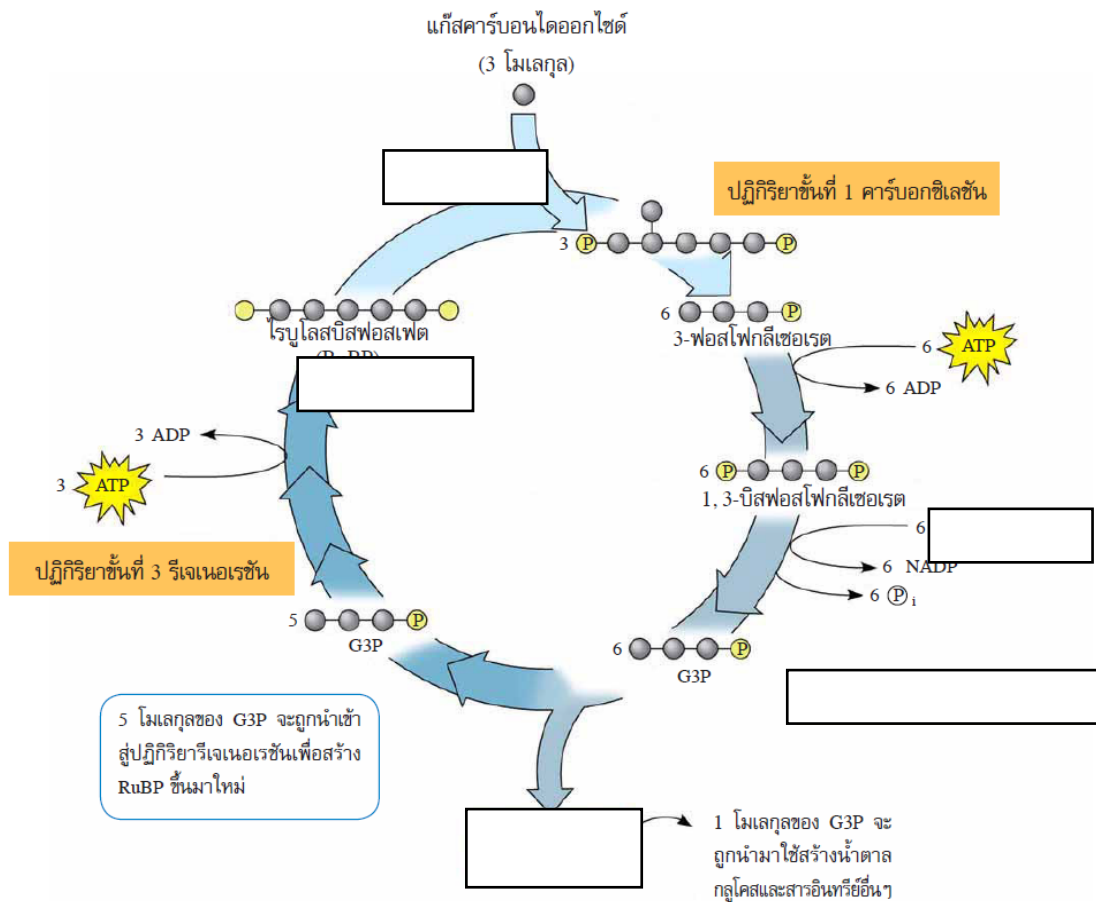 แก๊สคาร์บอนไดออกไซด์
(3 โมเลกุล)
ปฏิกิริยาขั้นที่ 1 คาร์บอกซิเลชัน
3 P P
6 P
3-ฟอสโฟกลีเซอเรต
6 ATP
6 ADP
6 P P
1, 3-บิสฟอสโฟกลีเซอเรต
6
6 NADP
6 P i
6 P
G3P
1 โมเลกุลของ G3P จะ
ถูกนำมาใช้สร้างน้ำตาล
กลูโคสและสารอินทรีย์อื่นๆ
5 P
G3P
5 โมเลกุลของ G3P จะถูกนำเข้า
สู่ปฏิกิริยารีเจเนอเรชันเพื่อสร้าง
RuBP ขึ้นมาใหม่
ปฏิกิริยาขั้นที่ 3 รีเจเนอเรชัน
3 ATP
3 ADP
ไรบูโลสบิสฟอสเฟต